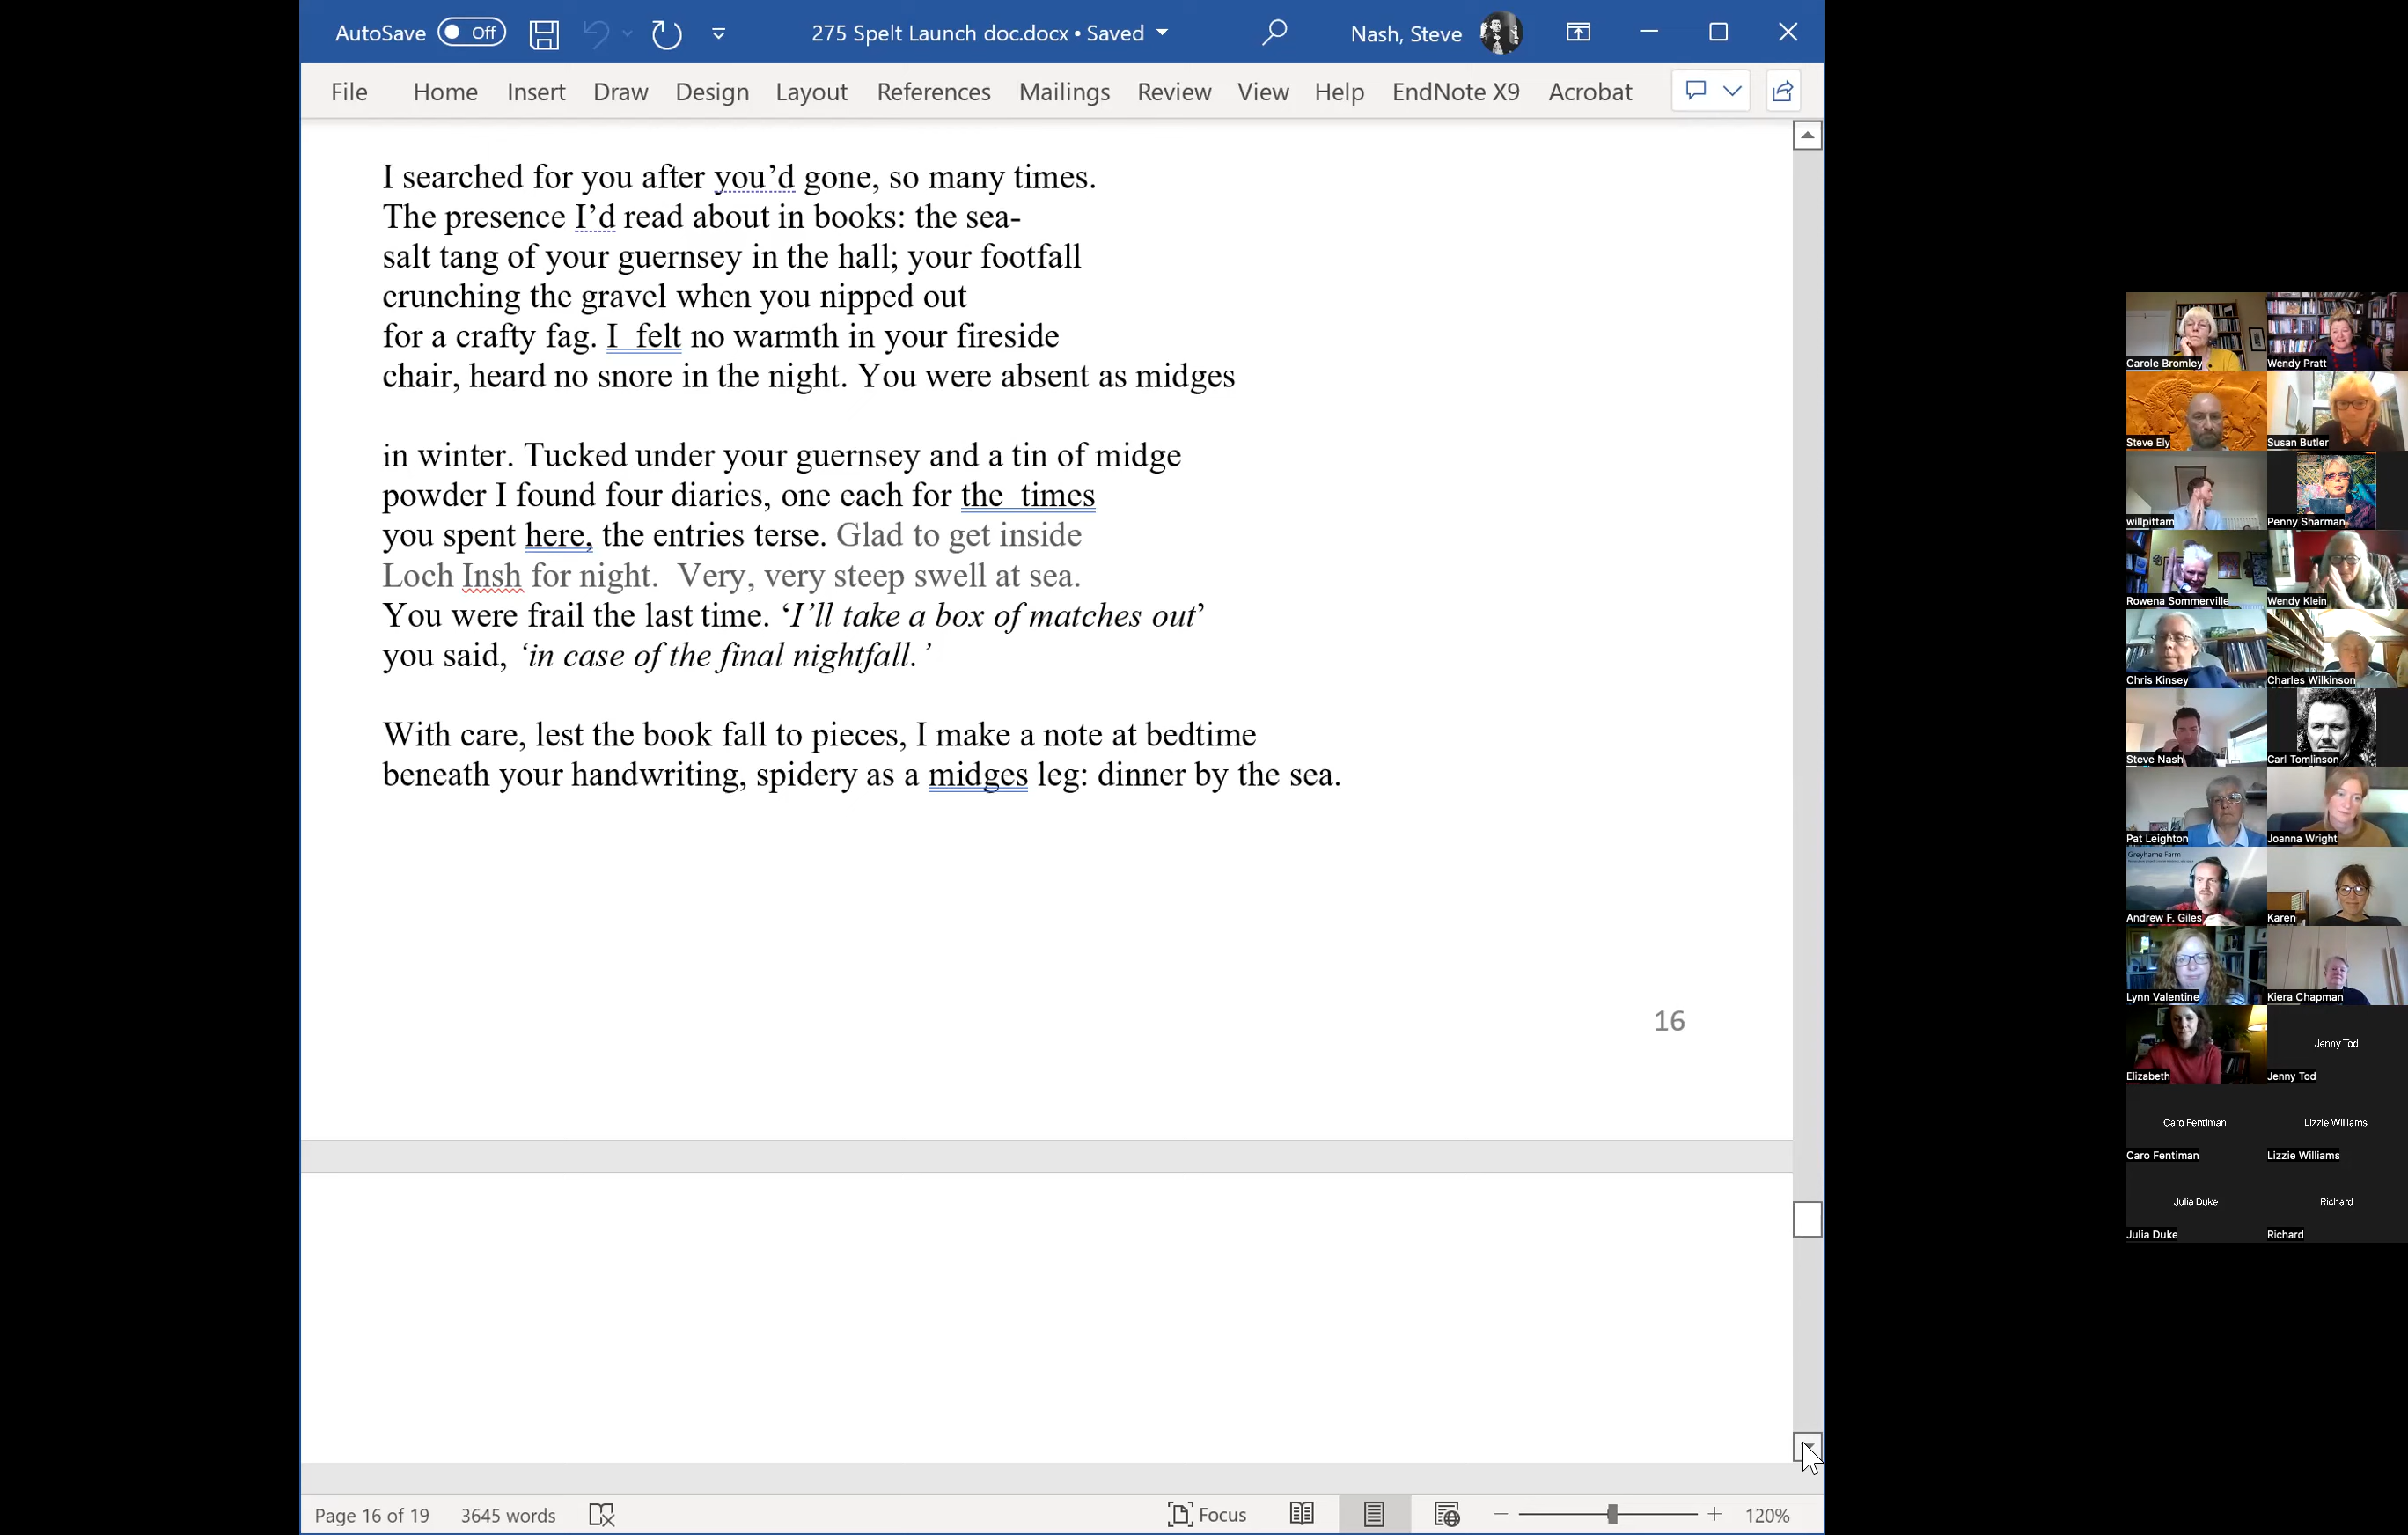 AutoSave Off 275 Spelt Launch doc.docx • Saved Nash, Steve
File Home Insert Draw Design Layout References Mailings Review View Help EndNote X9 Acrobat
I searched for you after you’d gone, so many times.
The presence I’d read about in books: the sea-
salt tang of your guernsey in the hall; your footfall
crunching the gravel when you nipped out
for a crafty fag. I  felt no warmth in your fireside
chair, heard no snore in the night. You were absent as midges
in winter. Tucked under your guernsey and a tin of midge
powder I found four diaries, one each for the  times
you spent here, the entries terse. Glad to get inside
Loch Insh for night.  Very, very steep swell at sea.
You were frail the last time. ‘I’ll take a box of matches out’
you said, ‘in case of the final nightfall.’
With care, lest the book fall to pieces, I make a note at bedtime
beneath your handwriting, spidery as a midges leg: dinner by the sea.
16
Page 16 of 19 3645 words Focus 120%
Carole Bromley Wendy Pratt
Steve Ely Susan Butler
willpittam Penny Sharman
Rowena Sommerville Wendy Klein
Chris Kinsey Charles Wilkinson
Steve Nash Carl Tomlinson
Pat Leighton Joanna Wright
Greyhame Farm
Andrew F. Giles Karen
Lynn Valentine Kiera Chapman
Jenny Tod
Elizabeth Jenny Tod
Caro Fentiman Lizzie Williams
Caro Fentiman Lizzie Williams
Julia Duke Richard
Julia Duke Richard